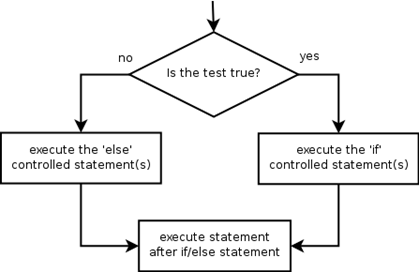 no
yes
Is the test true?
execute the 'else'
controlled statement(s)
execute the 'if'
controlled statement(s)
execute statement
after if/else statement